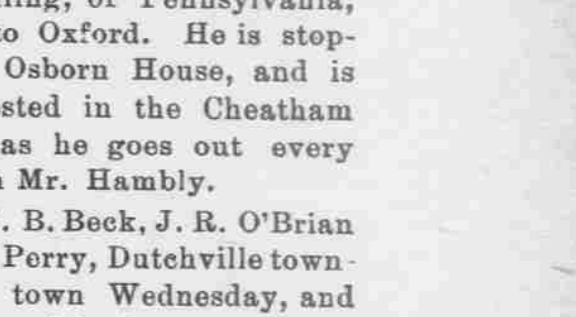 of Pennsylvania,
to Oxford. He is stop-
Osborn House, and is
sted in the Cheatham
as he goes out every
Mr. Hambly.
. B. Beck, J. R. O'Brian
Perry, Dutchville town-
town Wednesday, and